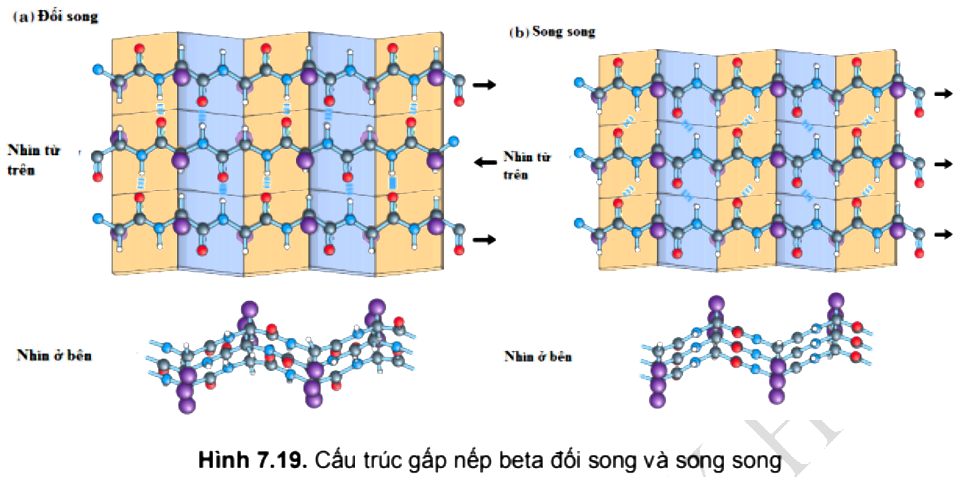 (a) Đối song
(b) Song song
Nhìn từ
trên
Nhìn từ
trên
Nhìn ở bên
Nhìn ở bên
Hình 7.19. Cấu trúc gấp nếp beta đối song và song song